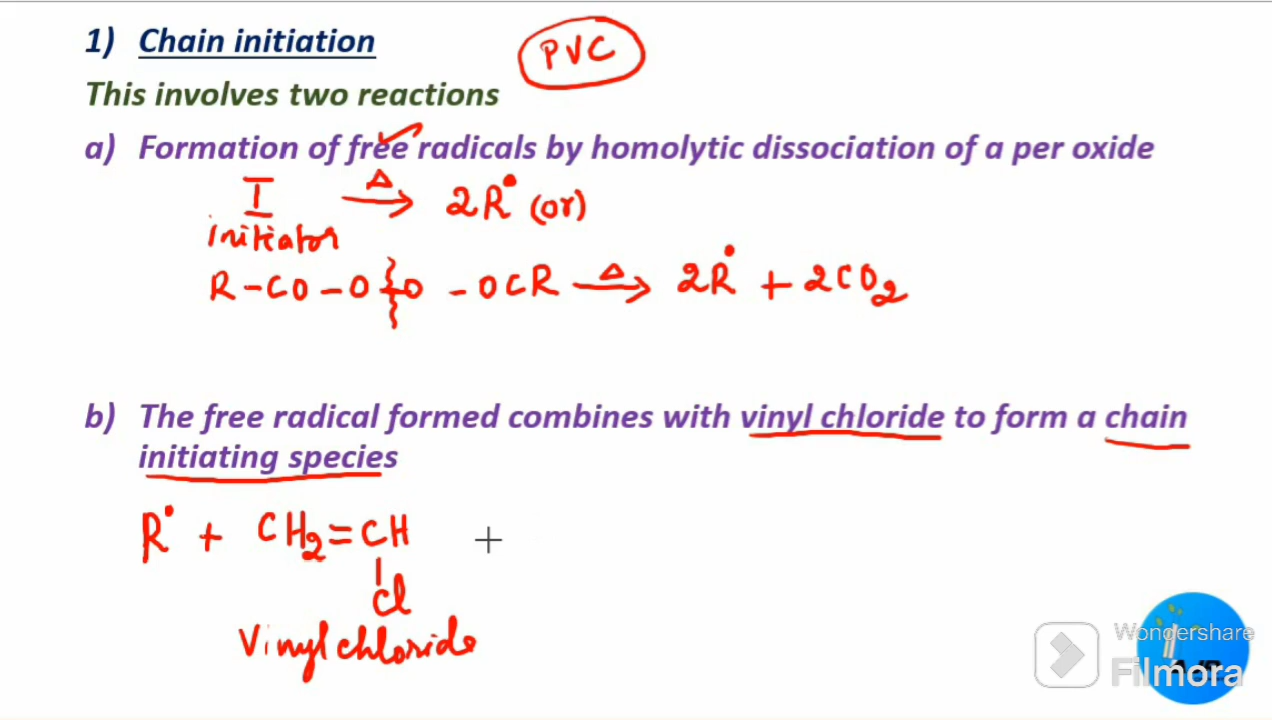 1) Chain initiation
PVC
This involves two reactions
a) Formation of free radicals by homolytic dissociation of a per oxide
I △→ 2R• (or)
initiator
R-CO-O}O-OCR △→ 2R• + 2CO₂
b) The free radical formed combines with vinyl chloride to form a chain
initiating species
R• + CH₂=CH
Cl
Vinyl chloride
Wondershare
Filmora